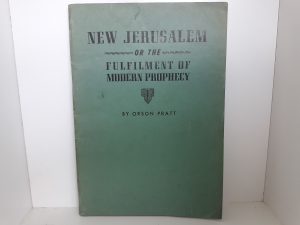 NEW JERUSALEM
OR THE
FULFILMENT OF
MODERN PROPHECY
BY ORSON PRATT